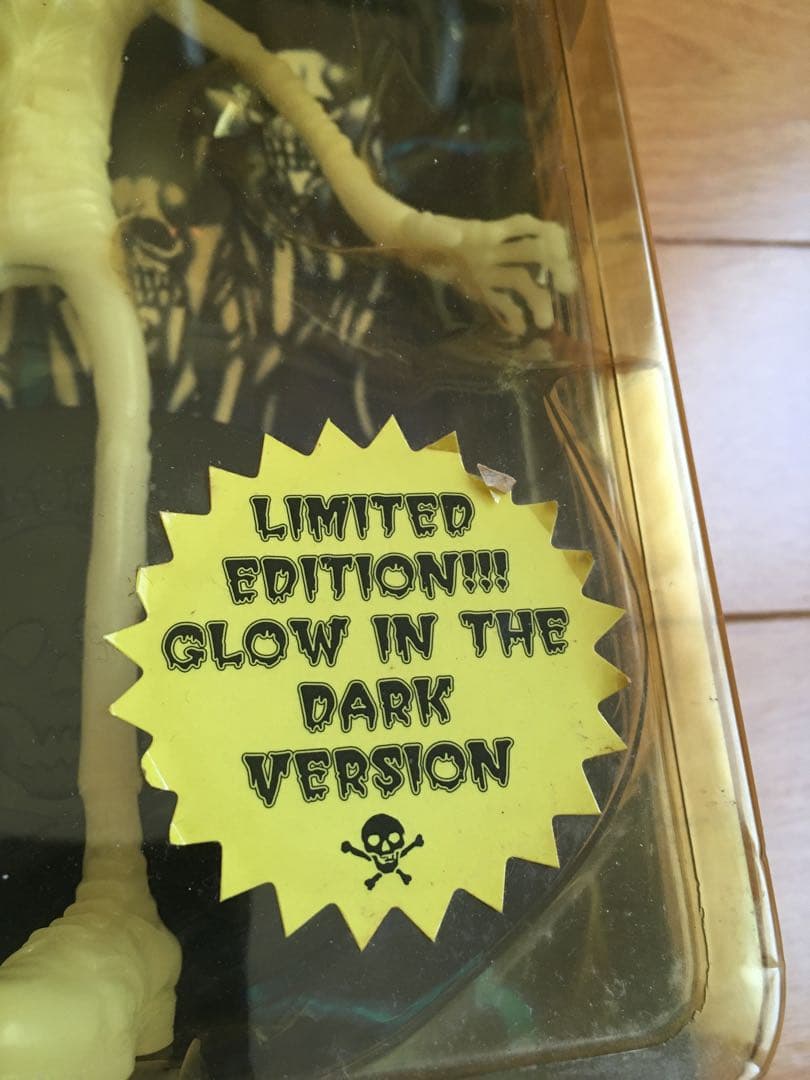 LIMITED
EDITION!!!
GLOW IN THE
DARK
VERSION